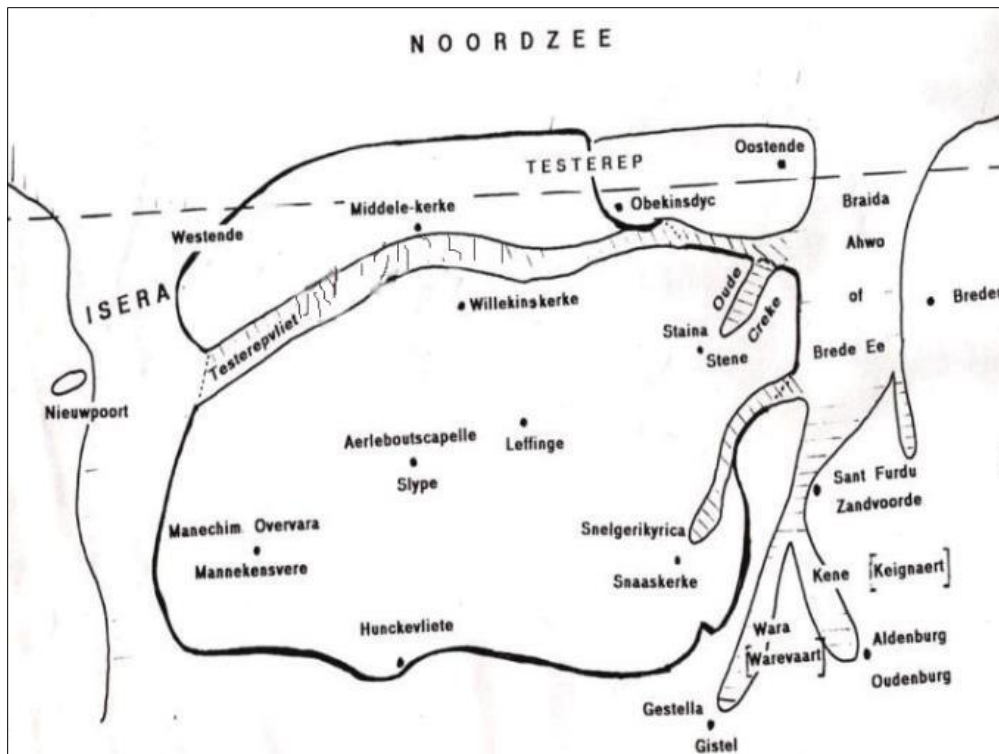 NOORDZEE
TESTEREP
Oostende
Obekinsdyc
Braida
Middele-kerke
Westende
Ahwo
ISERA
Oude
Creke
of
Breden
Willekinskerke
Testerepvliet
Staina
Stene
Brede Ee
Nieuwpoort
Aerleboutscapelle
Slype
Leffinge
Sant Furdu
Zandvoorde
Manechim Overvara
Mannekensvere
Snelgerikyrica
Snaaskerke
Kene [Keignaert]
Hunckevliete
Wara
[Warevaart]
Aldenburg
Oudenburg
Gestella
Gistel